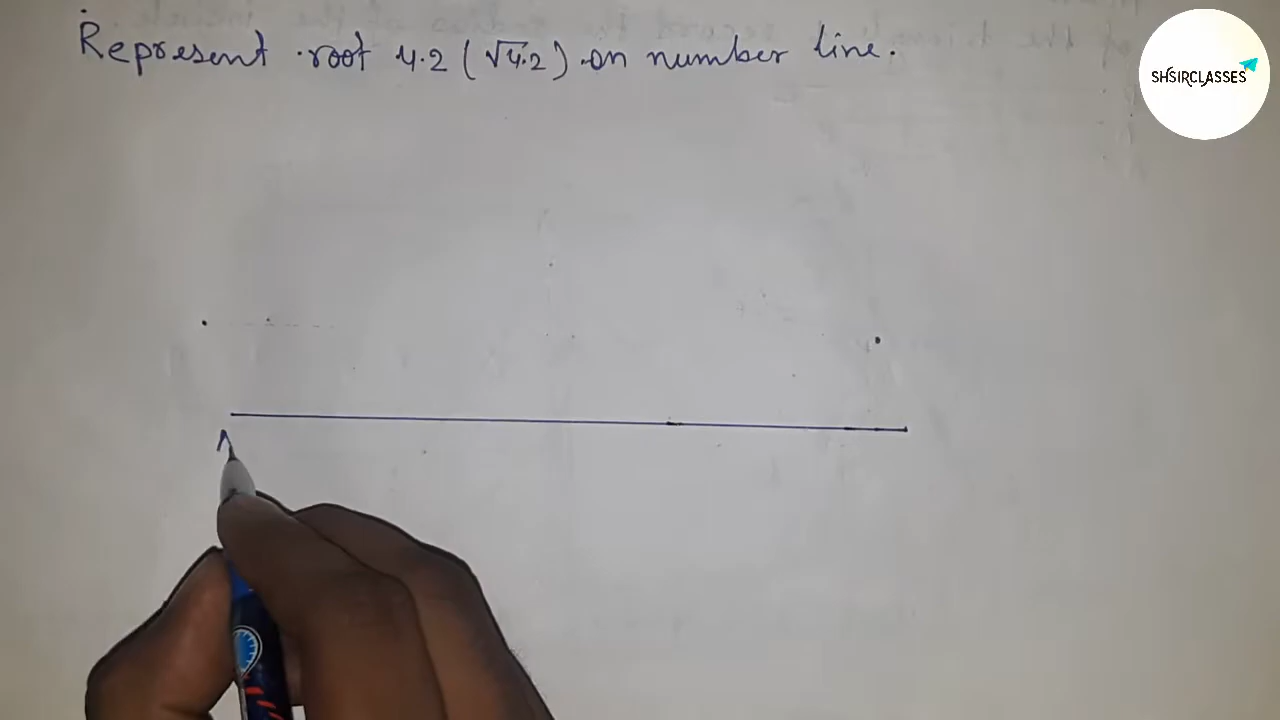 Represent root 4.2 (√4.2) on number line.
SHSIRCLASSES
A